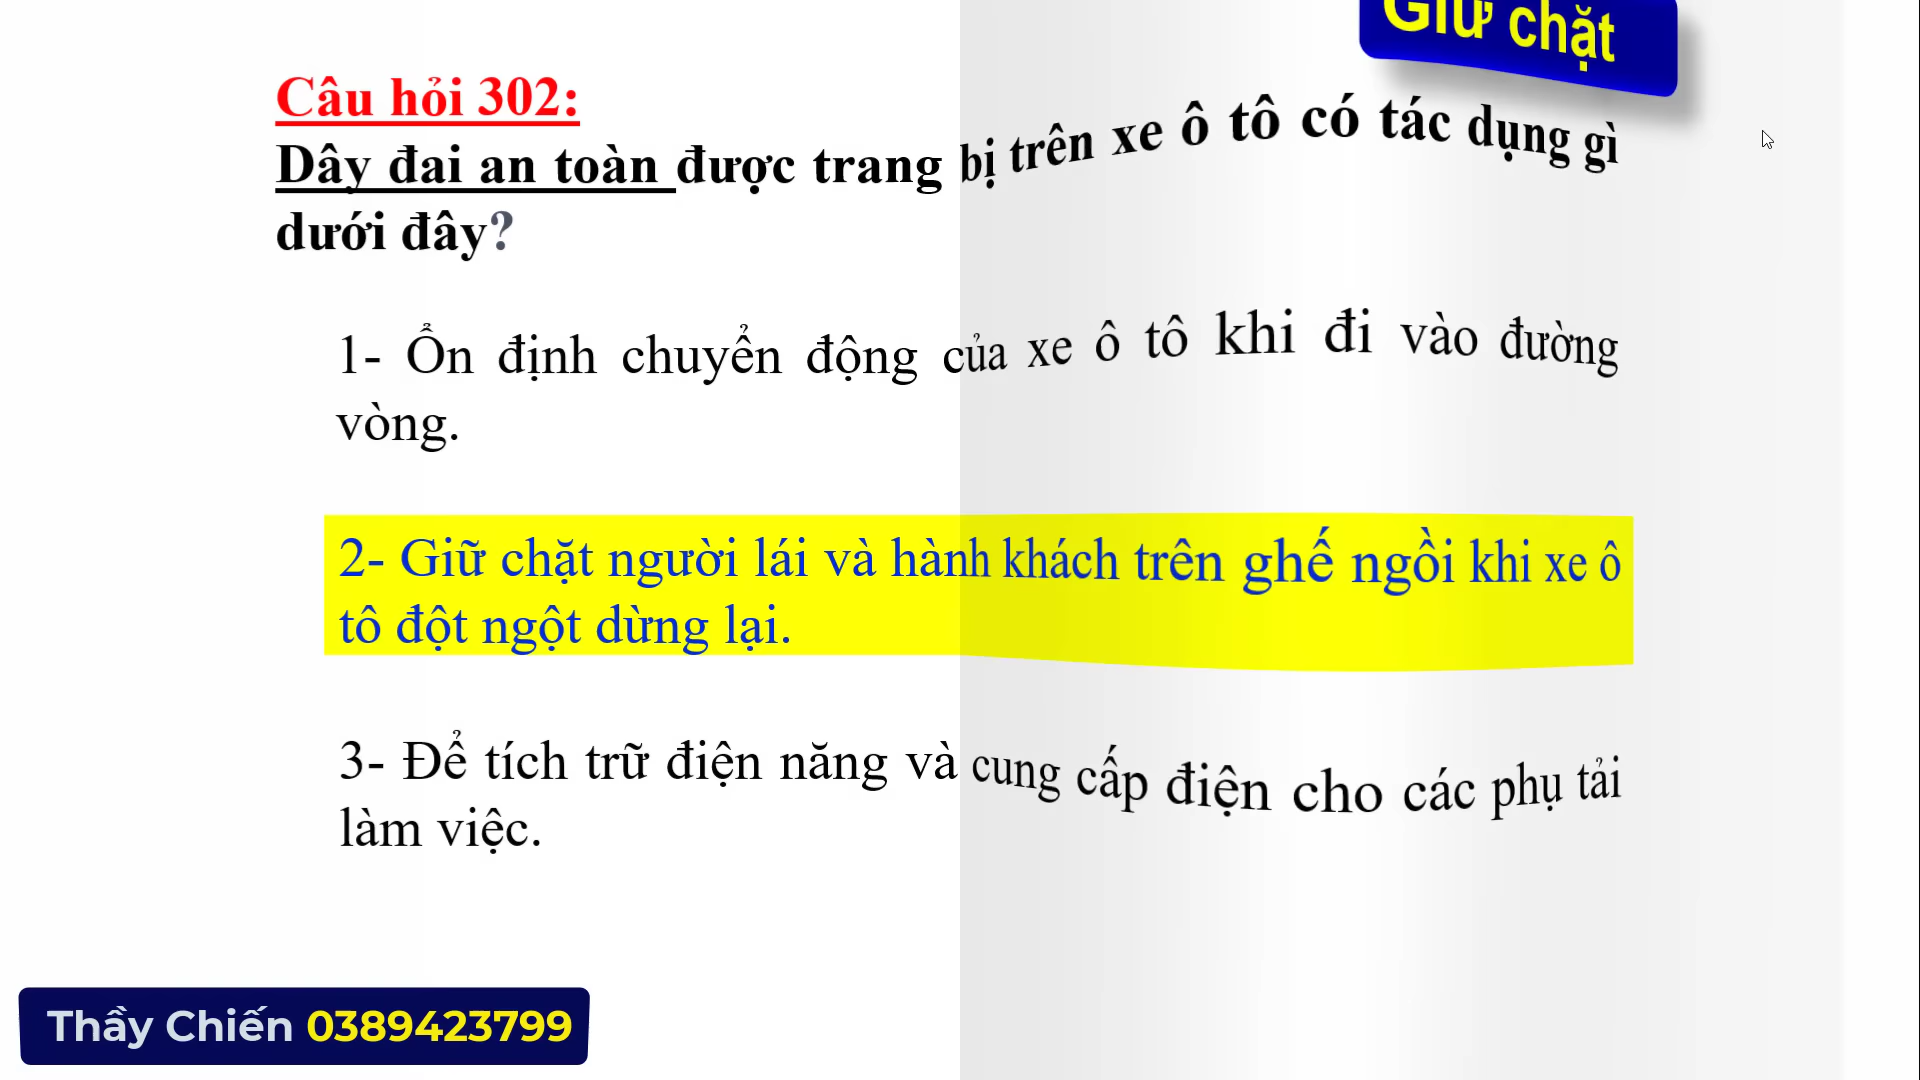 Giữ chặt
Câu hỏi 302:
Dây đai an toàn được trang bị trên xe ô tô có tác dụng gì
dưới đây?
1- Ổn định chuyển động của xe ô tô khi đi vào đường
vòng.
2- Giữ chặt người lái và hành khách trên ghế ngồi khi xe ô
tô đột ngột dừng lại.
3- Để tích trữ điện năng và cung cấp điện cho các phụ tải
làm việc.
Thầy Chiến 0389423799